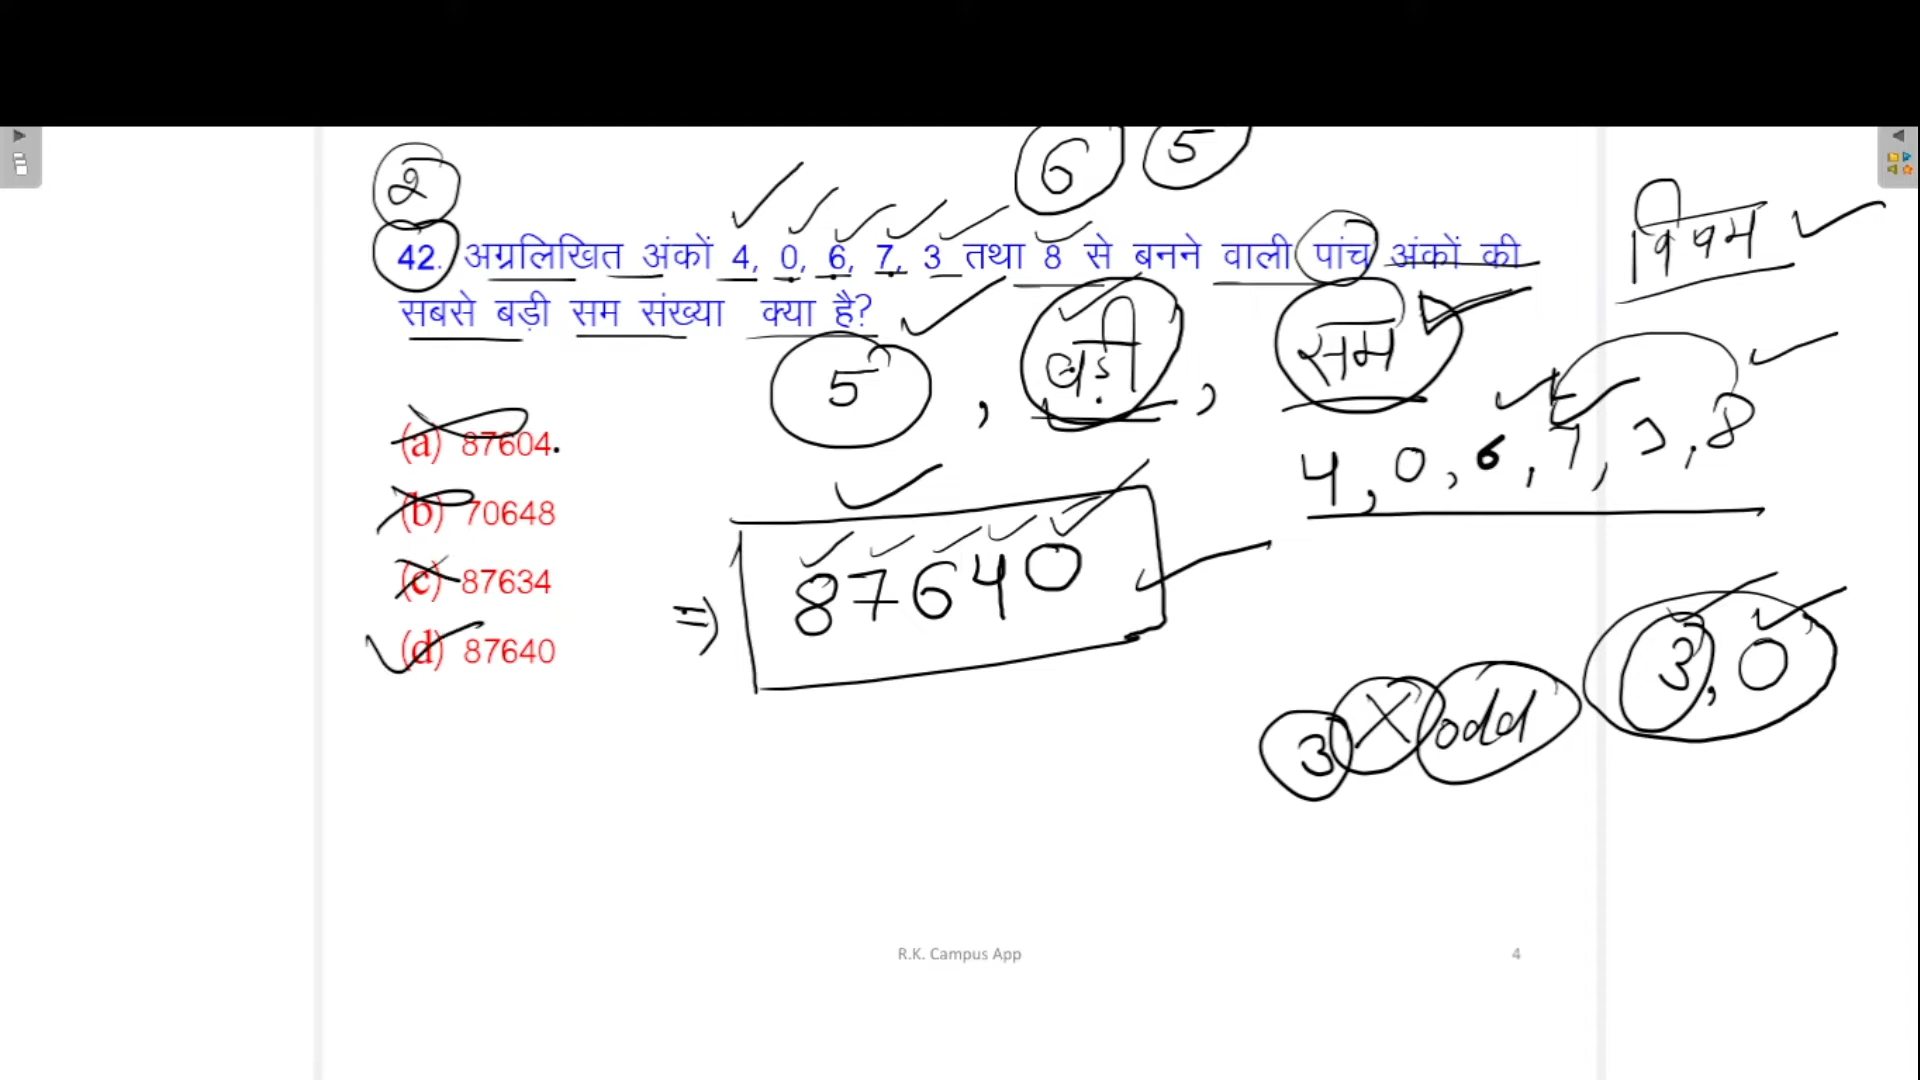 6 5
2
विषम
42. अग्रलिखित अंकों 4, 0, 6, 7, 3 तथा 8 से बनने वाली पांच अंकों की
सबसे बड़ी सम संख्या क्या है?
5 , बड़ी , सम
4, 0, 6, 7, 3, 8
(a) 87604.
(b) 70648
(c) 87634
(d) 87640
⇒ 87640
3, 0
3 X odd
R.K. Campus App
4